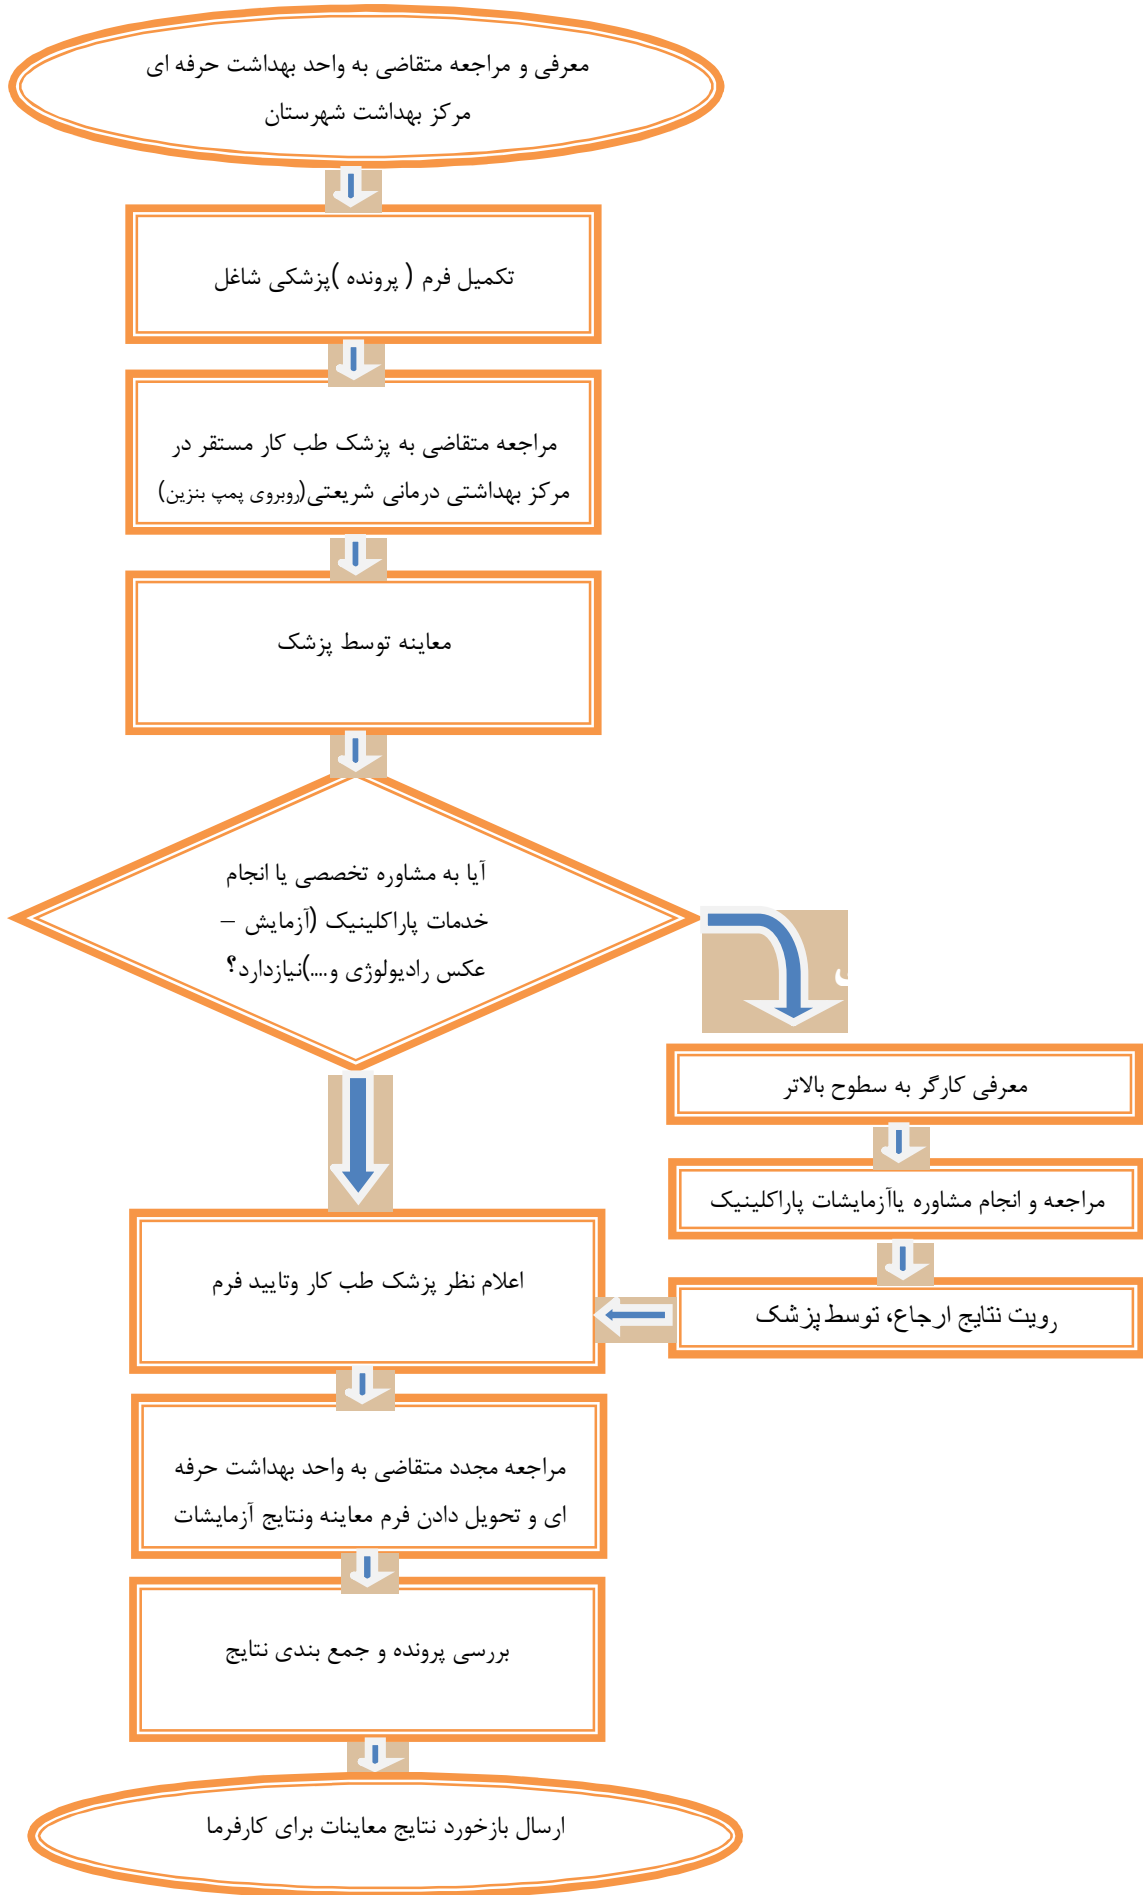 معرفی و مراجعه متقاضی به واحد بهداشت حرفه ای
مرکز بهداشت شهرستان
تکمیل فرم ( پرونده )پزشکی شاغل
مراجعه متقاضی به پزشک طب کار مستقر در
مرکز بهداشتی درمانی شریعتی(روبروی پمپ بنزین)
معاینه توسط پزشک
آیا به مشاوره تخصصی یا انجام
خدمات پاراکلینیک (آزمایش –
عکس رادیولوژی و....)نیازدارد؟
معرفی کارگر به سطوح بالاتر
مراجعه و انجام مشاوره یاآزمایشات پاراکلینیک
رویت نتایج ارجاع، توسط پزشک
اعلام نظر پزشک طب کار وتایید فرم
مراجعه مجدد متقاضی به واحد بهداشت حرفه
ای و تحویل دادن فرم معاینه ونتایج آزمایشات
بررسی پرونده و جمع بندی نتایج
ارسال بازخورد نتایج معاینات برای کارفرما